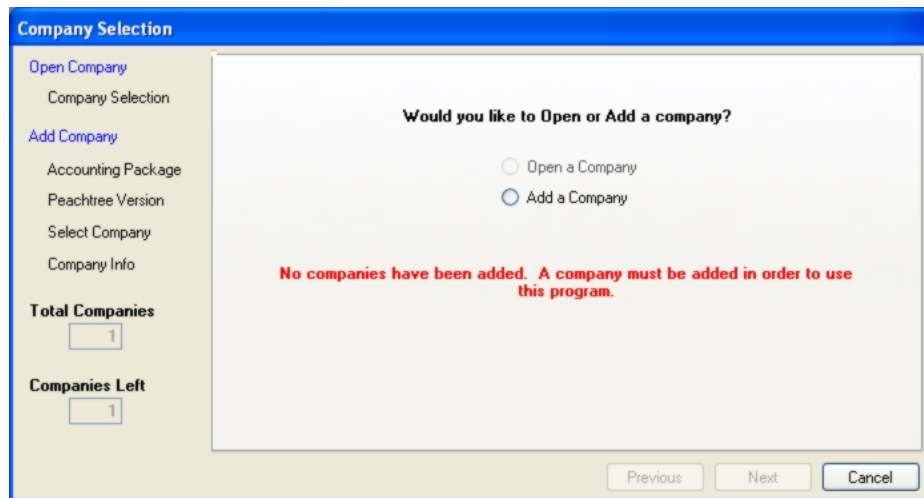 Company Selection
Open Company
Company Selection
Add Company
Accounting Package
Peachtree Version
Select Company
Company Info
Total Companies
1
Companies Left
1
Would you like to Open or Add a company?
Open a Company
Add a Company
No companies have been added. A company must be added in order to use
this program.
Previous
Next
Cancel